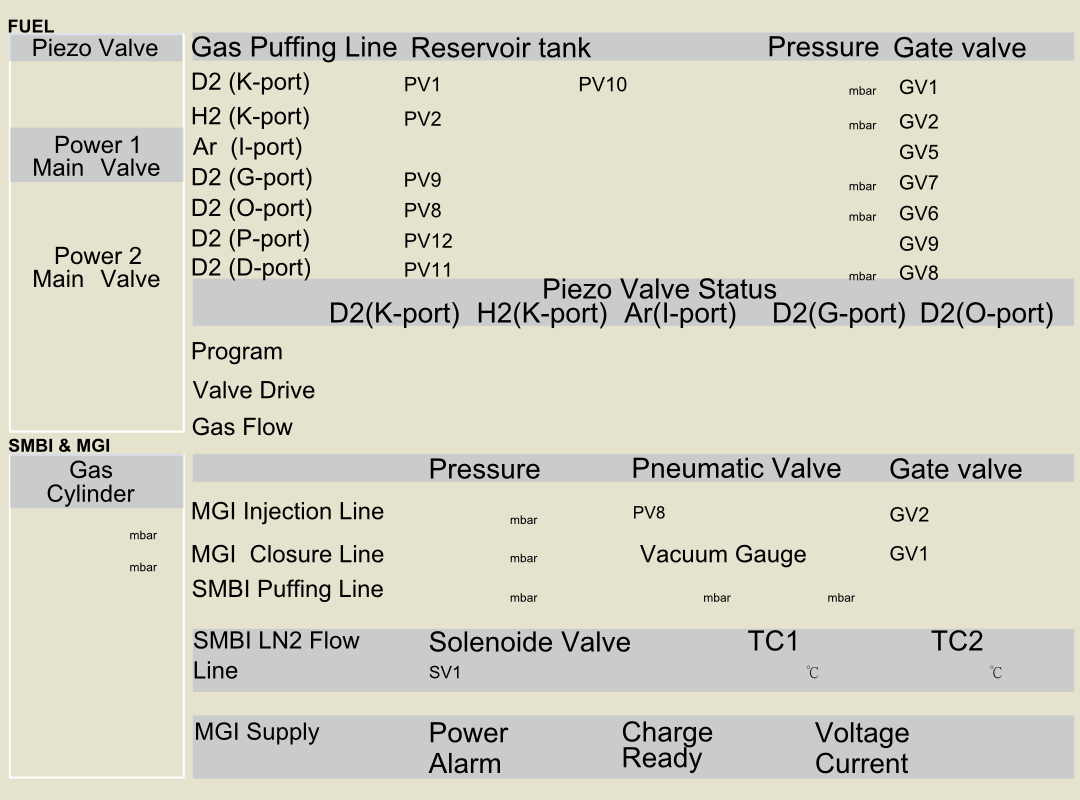 FUEL
Piezo Valve
Gas Puffing Line Reservoir tank Pressure Gate valve
D2 (K-port) PV1 PV10 mbar GV1
H2 (K-port) PV2 mbar GV2
Power 1
Main Valve
Ar (I-port) GV5
D2 (G-port) PV9 mbar GV7
D2 (O-port) PV8 mbar GV6
D2 (P-port) PV12 GV9
Power 2
Main Valve
D2 (D-port) PV11 mbar GV8
Piezo Valve Status
D2(K-port) H2(K-port) Ar(I-port) D2(G-port) D2(O-port)
Program
Valve Drive
Gas Flow
SMBI & MGI
Gas
Cylinder
mbar
mbar
Pressure Pneumatic Valve Gate valve
MGI Injection Line mbar PV8 GV2
MGI Closure Line mbar Vacuum Gauge GV1
SMBI Puffing Line mbar mbar mbar
SMBI LN2 Flow Solenoide Valve TC1 TC2
Line SV1 ℃ ℃
MGI Supply Power Charge Voltage
Alarm Ready Current